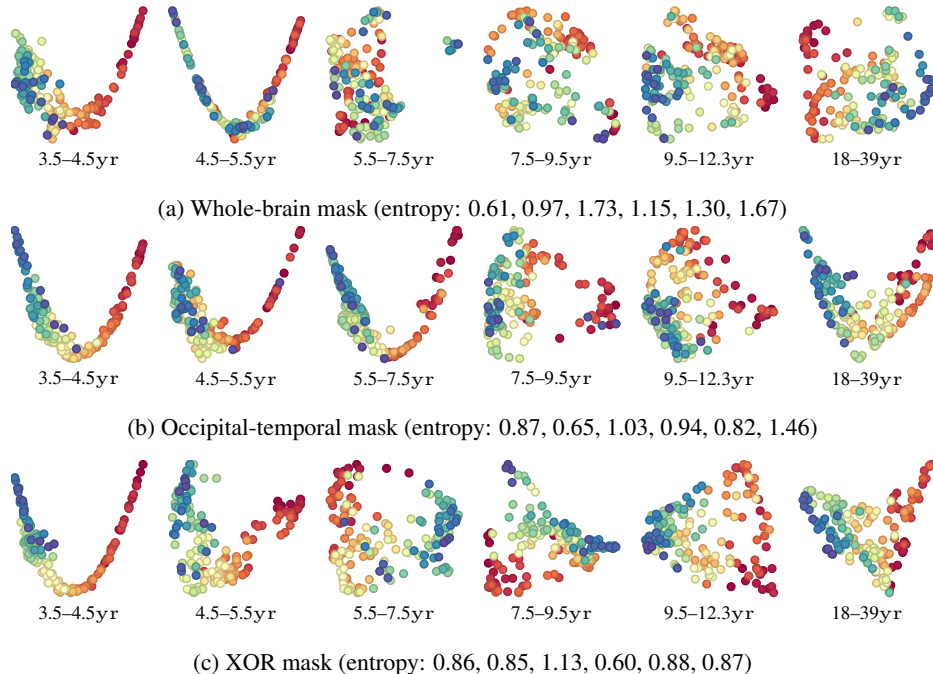 3.5–4.5yr 4.5–5.5yr 5.5–7.5yr 7.5–9.5yr 9.5–12.3yr 18–39yr
(a) Whole-brain mask (entropy: 0.61, 0.97, 1.73, 1.15, 1.30, 1.67)
3.5–4.5yr 4.5–5.5yr 5.5–7.5yr 7.5–9.5yr 9.5–12.3yr 18–39yr
(b) Occipital-temporal mask (entropy: 0.87, 0.65, 1.03, 0.94, 0.82, 1.46)
3.5–4.5yr 4.5–5.5yr 5.5–7.5yr 7.5–9.5yr 9.5–12.3yr 18–39yr
(c) XOR mask (entropy: 0.86, 0.85, 1.13, 0.60, 0.88, 0.87)